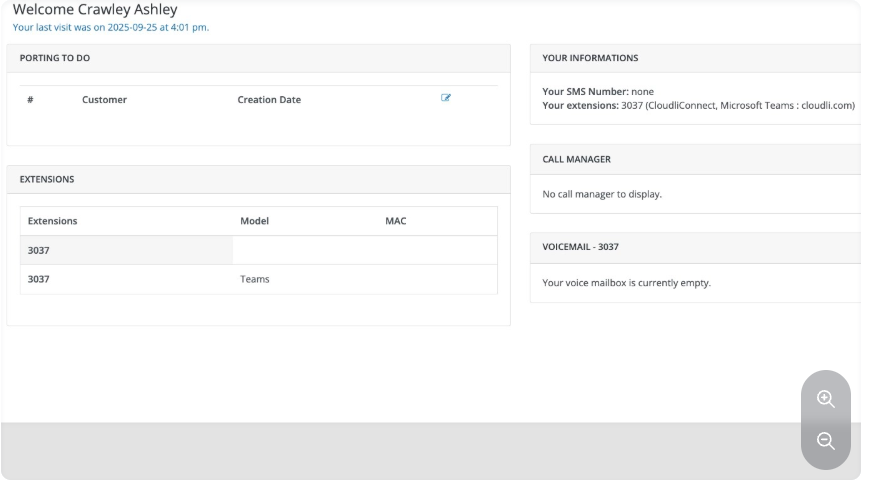 Welcome Crawley Ashley
Your last visit was on 2025-09-25 at 4:01 pm.
PORTING TO DO
# Customer Creation Date
EXTENSIONS
Extensions Model MAC
3037
3037 Teams
YOUR INFORMATIONS
Your SMS Number: none
Your extensions: 3037 (CloudliConnect, Microsoft Teams : cloudli.com)
CALL MANAGER
No call manager to display.
VOICEMAIL - 3037
Your voice mailbox is currently empty.